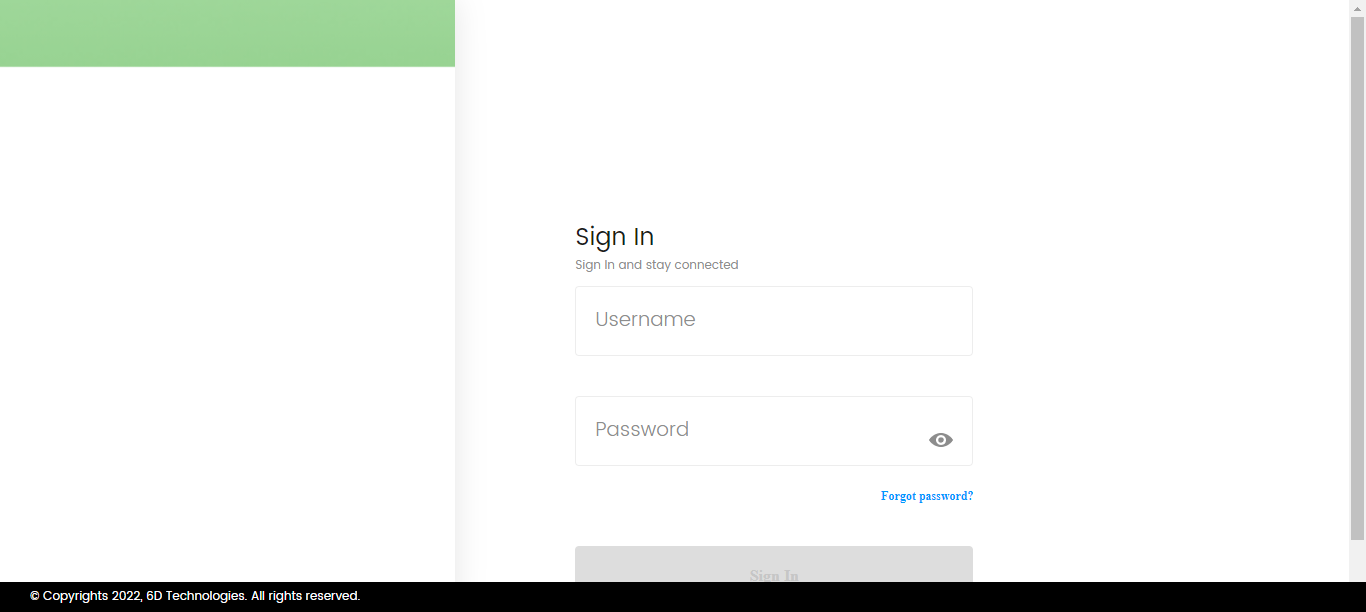 Sign In
Sign In and stay connected
Username
Password
Forgot password?
Sign In
© Copyrights 2022, 6D Technologies. All rights reserved.